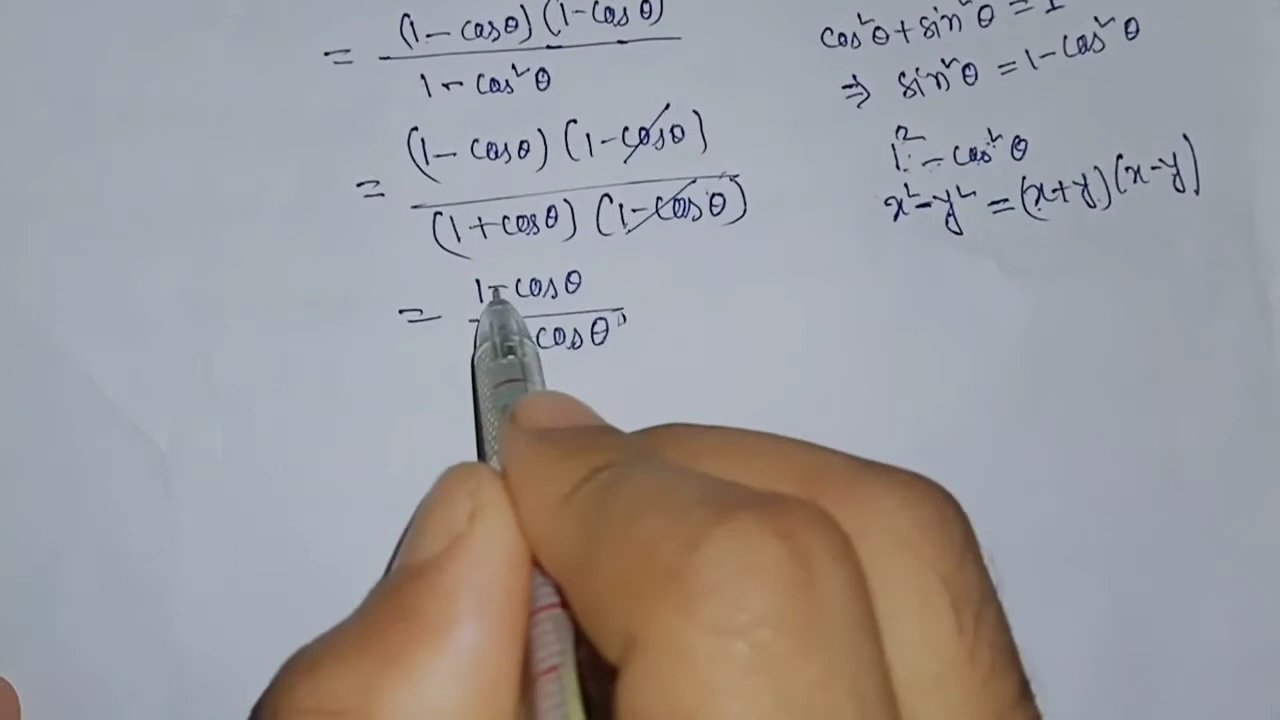 = (1 - cosθ) (1 - cosθ)
1 - cos²θ
= (1 - cosθ) (1 - cosθ)
(1 + cosθ) (1 - cosθ)
= 1 - cosθ
cosθ
cos²θ + sin²θ = 1
⇒ sin²θ = 1 - cos²θ
1² - cos²θ
x² - y² = (x+y) (x-y)